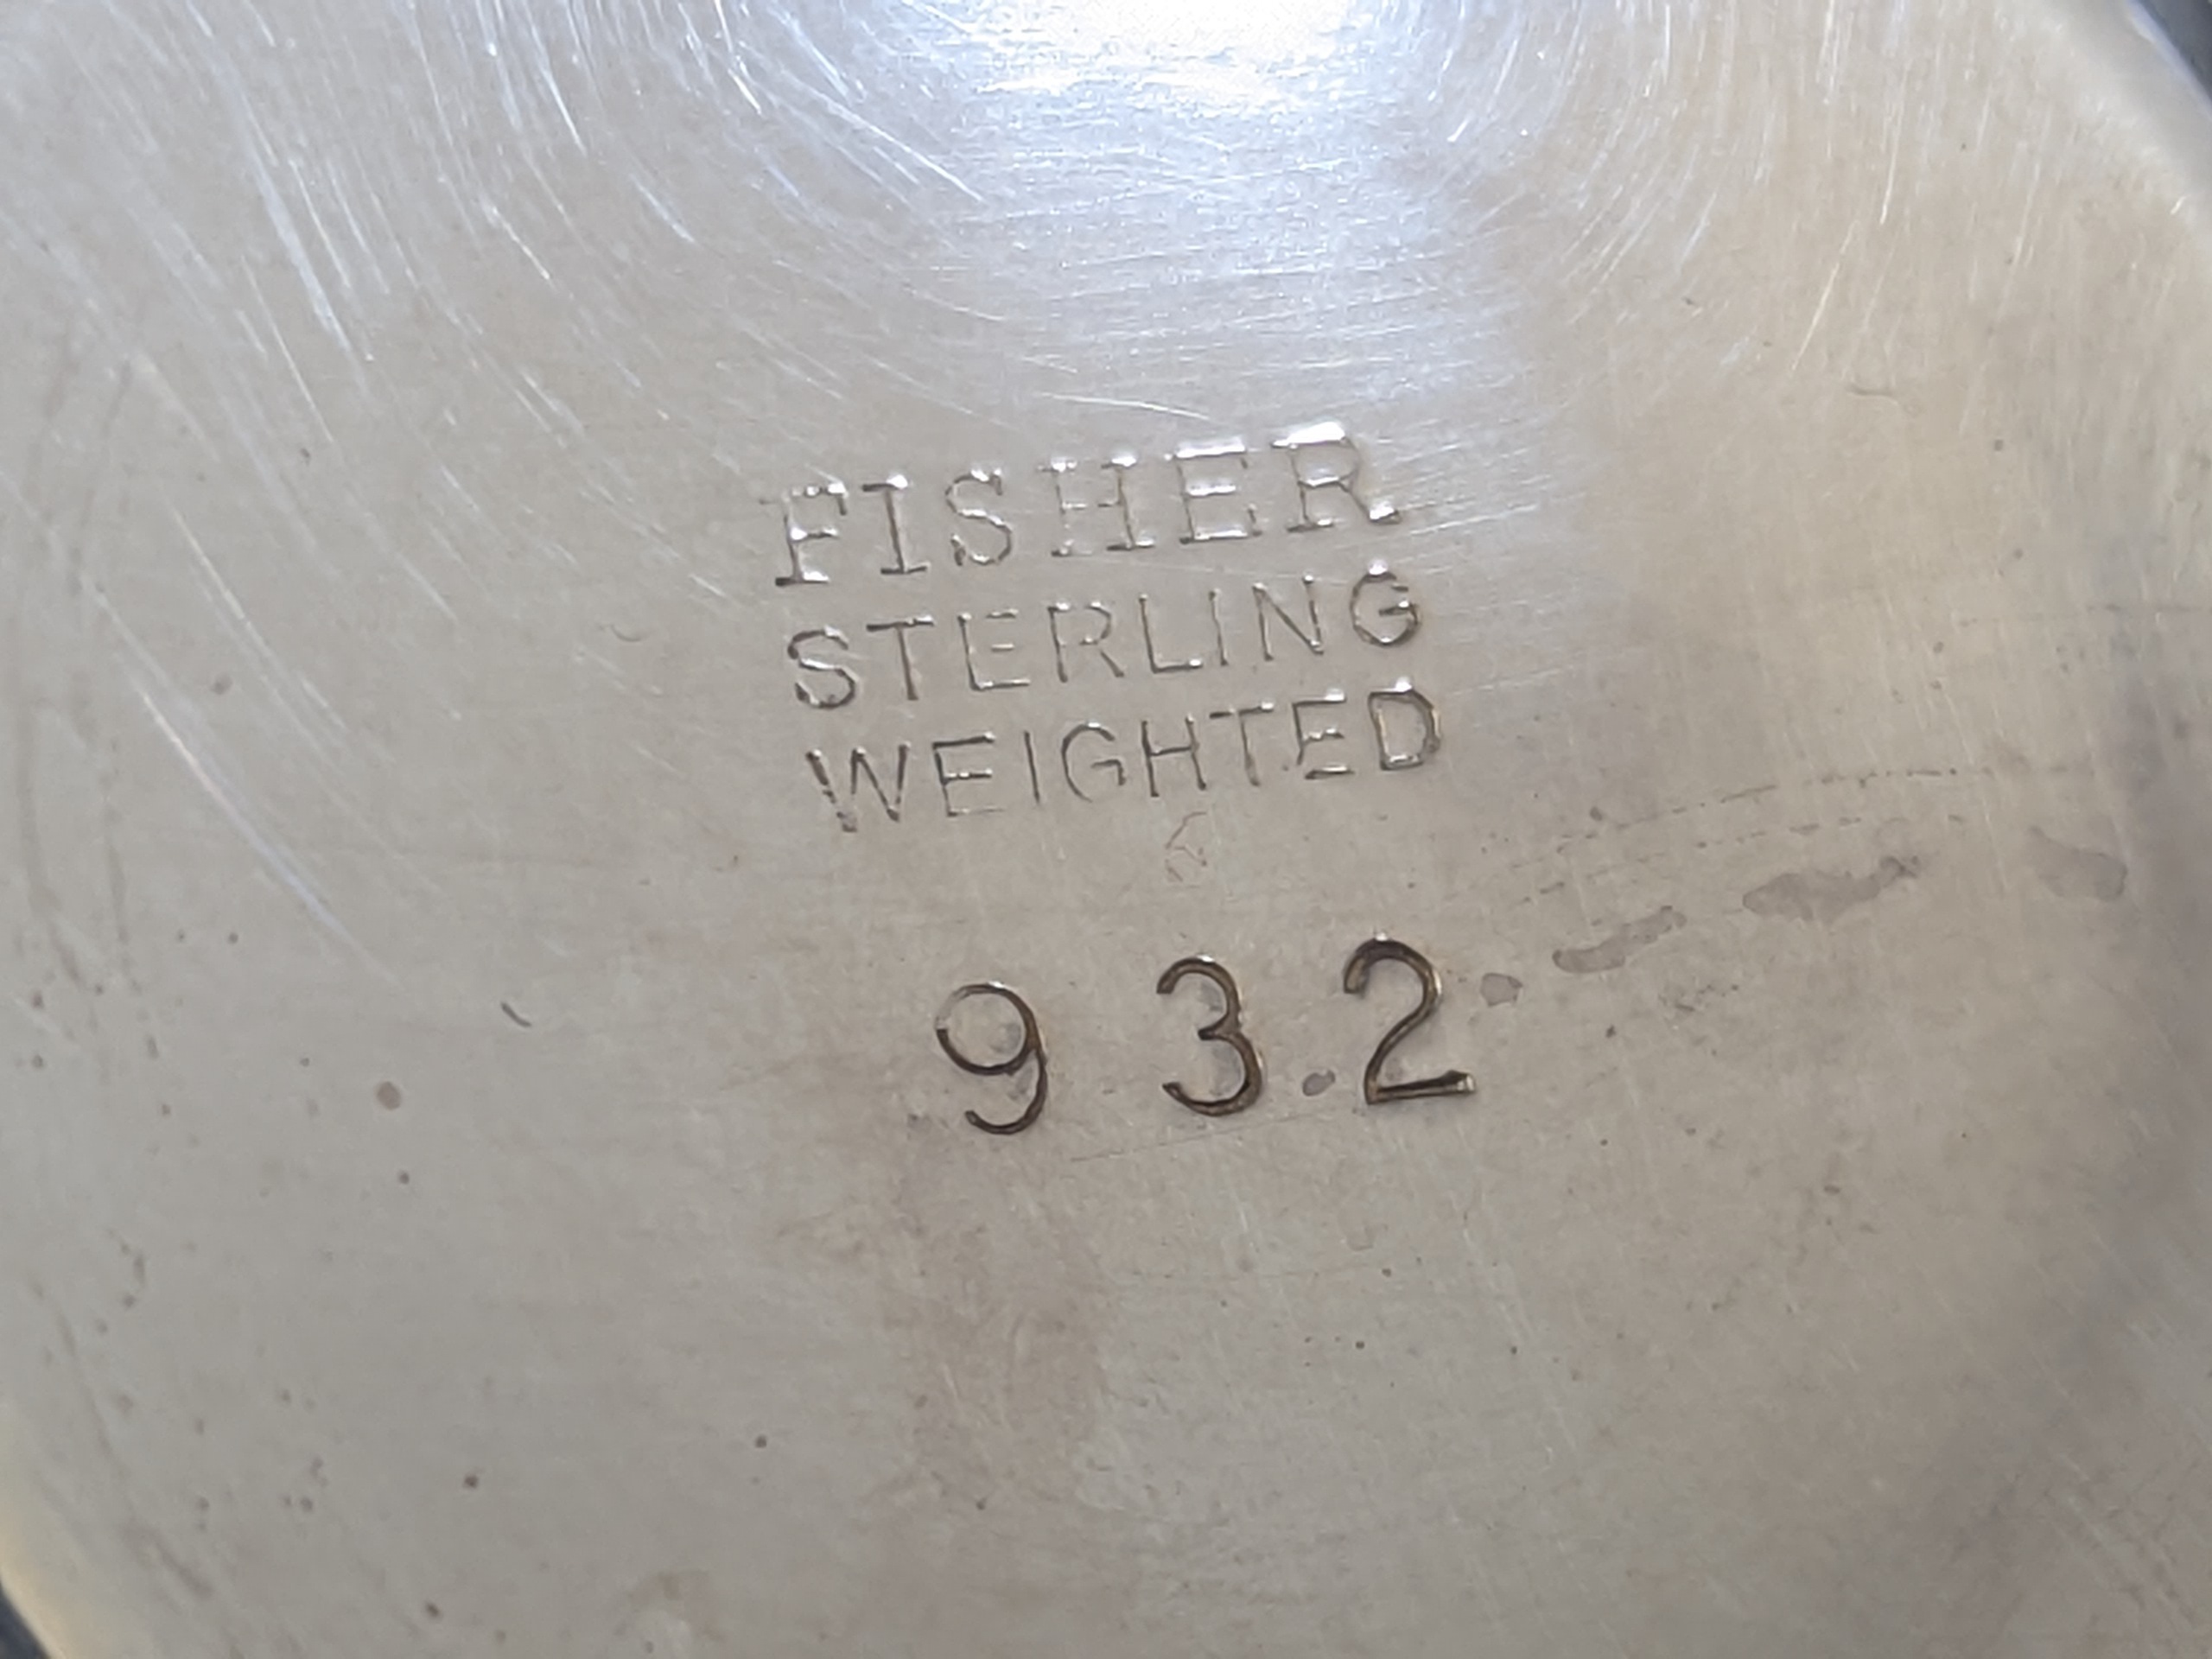 FISHER
STERLING
WEIGHTED
932